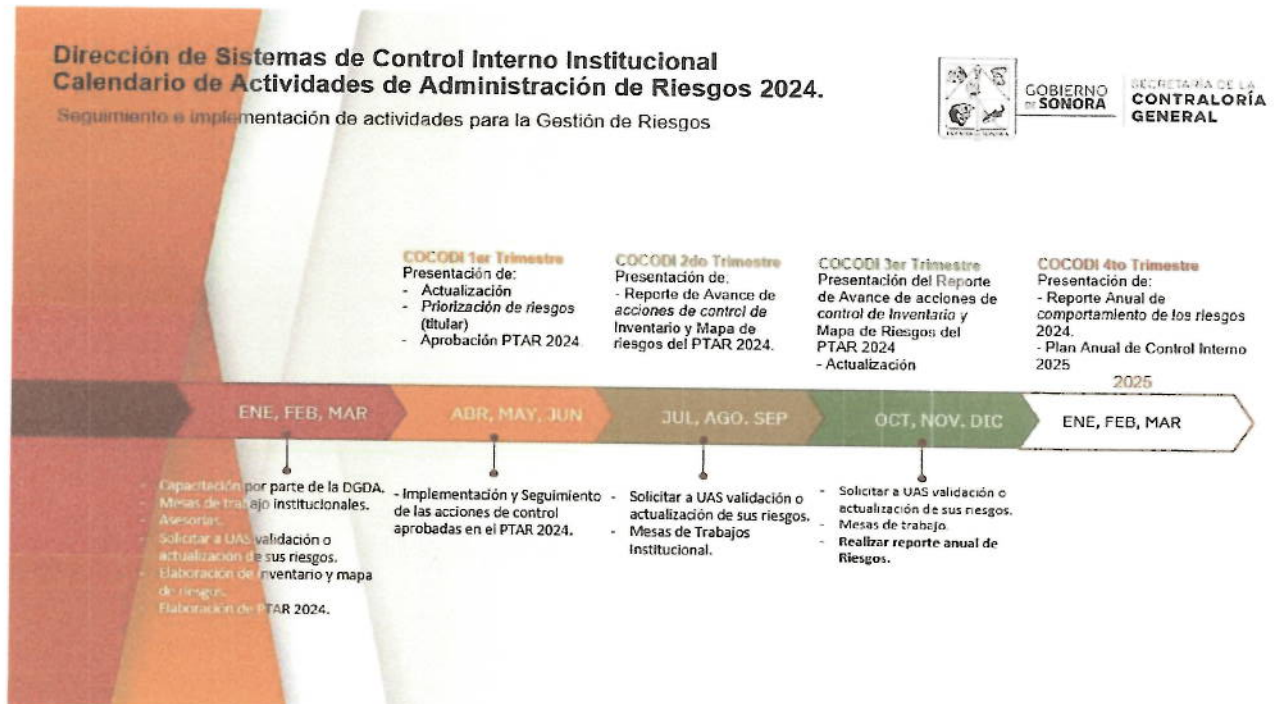 Dirección de Sistemas de Control Interno Institucional
Calendario de Actividades de Administración de Riesgos 2024.
Seguimiento e implementación de actividades para la Gestión de Riesgos
GOBIERNO
DE SONORA
SECRETARÍA DE LA
CONTRALORÍA
GENERAL
COCODI 1er Trimestre
Presentación de:
- Actualización
- Priorización de riesgos
(titular)
- Aprobación PTAR 2024.
COCODI 2do Trimestre
Presentación de:
- Reporte de Avance de
acciones de control de
Inventario y Mapa de
riesgos del PTAR 2024.
COCODI 3er Trimestre
Presentación del Reporte
de Avance de acciones de
control de Inventario y
Mapa de Riesgos del
PTAR 2024
- Actualización
COCODI 4to Trimestre
Presentación de:
- Reporte Anual de
comportamiento de los riesgos
2024.
- Plan Anual de Control Interno
2025
2025
ENE, FEB, MAR
ABR, MAY, JUN
JUL, AGO. SEP
OCT, NOV. DIC
ENE, FEB, MAR
- Capacitación por parte de la DGDA.
- Mesas de trabajo institucionales.
- Asesorías.
- Solicitar a UAS validación o
actualización de sus riesgos.
- Elaboración de inventario y mapa
de riesgos.
- Elaboración de PTAR 2024.
- Implementación y Seguimiento
de las acciones de control
aprobadas en el PTAR 2024.
- Solicitar a UAS validación o
actualización de sus riesgos.
- Mesas de Trabajos
Institucional.
- Solicitar a UAS validación o
actualización de sus riesgos.
- Mesas de trabajo.
- Realizar reporte anual de
Riesgos.